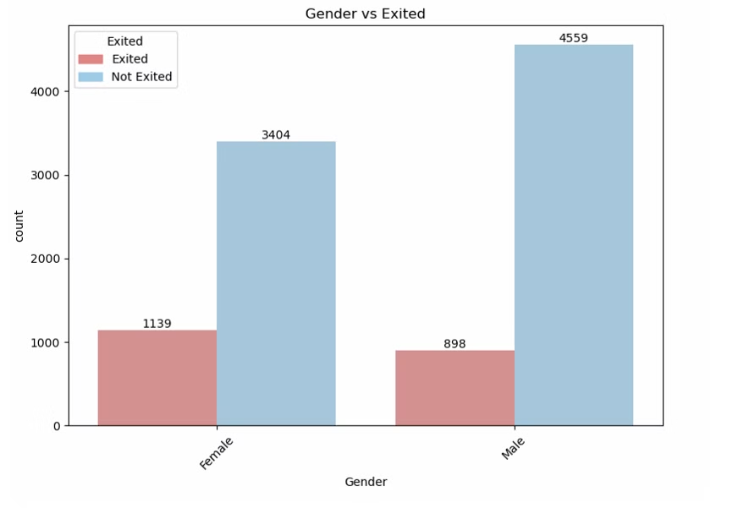 Gender vs Exited
Exited
Exited
Not Exited
4559
4000
3404
3000
count
2000
1139
1000
898
0
Female
Male
Gender